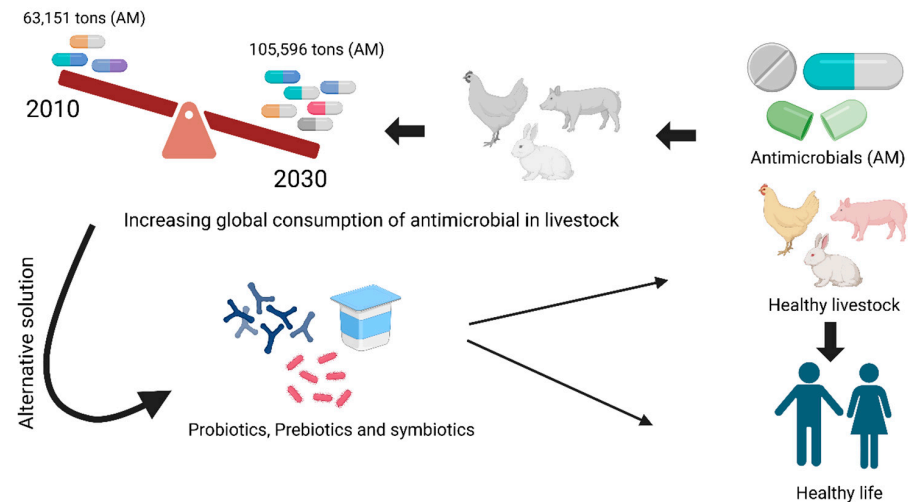 63,151 tons (AM)
105,596 tons (AM)
2010
2030
Antimicrobials (AM)
Increasing global consumption of antimicrobial in livestock
Alternative solution
Healthy livestock
Probiotics, Prebiotics and symbiotics
Healthy life